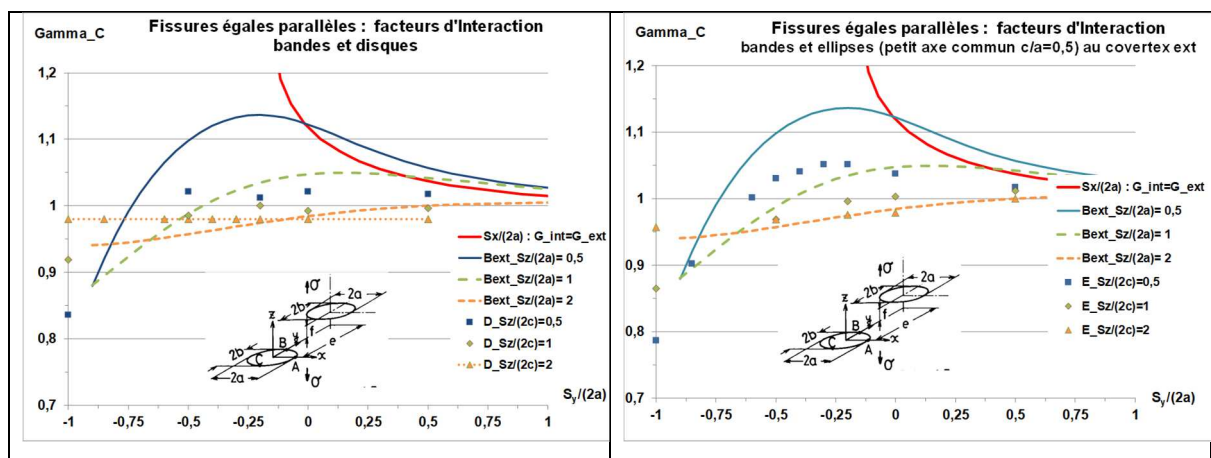 Gamma_C
Fissures égales parallèles : facteurs d'Interaction
bandes et disques
1,2
1,1
1
0,9
0,8
0,7
-1
-0,75
-0,5
-0,25
0
0,25
0,5
0,75
1
Sy/(2a)
Sx/(2a) : G_int=G_ext
Bext_Sz/(2a)= 0,5
Bext_Sz/(2a)= 1
Bext_Sz/(2a)= 2
D_Sz/(2c)=0,5
D_Sz/(2c)=1
D_Sz/(2c)=2
σ
2b
2a
z
f
y
e
2b
B
x
C
A
2a
σ
Gamma_C
Fissures égales parallèles : facteurs d'Interaction
bandes et ellipses (petit axe commun c/a=0,5) au covertex ext
1,2
1,1
1
0,9
0,8
0,7
-1
-0,75
-0,5
-0,25
0
0,25
0,5
0,75
1
Sy/(2a)
Sx/(2a) : G_int=G_ext
Bext_Sz/(2a)= 0,5
Bext_Sz/(2a)= 1
Bext_Sz/(2a)= 2
E_Sz/(2c)=0,5
E_Sz/(2c)=1
E_Sz/(2c)=2
σ
2b
2a
z
f
y
e
2b
B
x
C
A
2a
σ